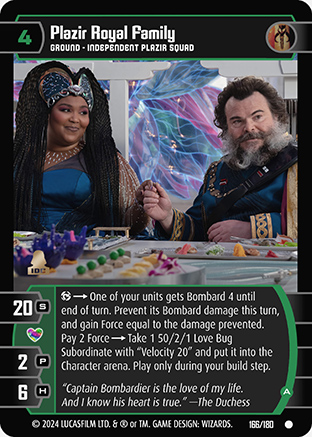 4
Plazir Royal Family
GROUND - INDEPENDENT PLAZIR SQUAD
20 S
2 P
6 H
→ One of your units gets Bombard 4 until
end of turn. Prevent its Bombard damage this turn,
and gain Force equal to the damage prevented.
Pay 2 Force → Take 1 50/2/1 Love Bug
Subordinate with “Velocity 20” and put it into the
Character arena. Play only during your build step.
“Captain Bombardier is the love of my life.
And I know his heart is true.” —The Duchess
A
© 2024 LUCASFILM LTD. & ® or TM. GAME DESIGN: WIZARDS.
166/180